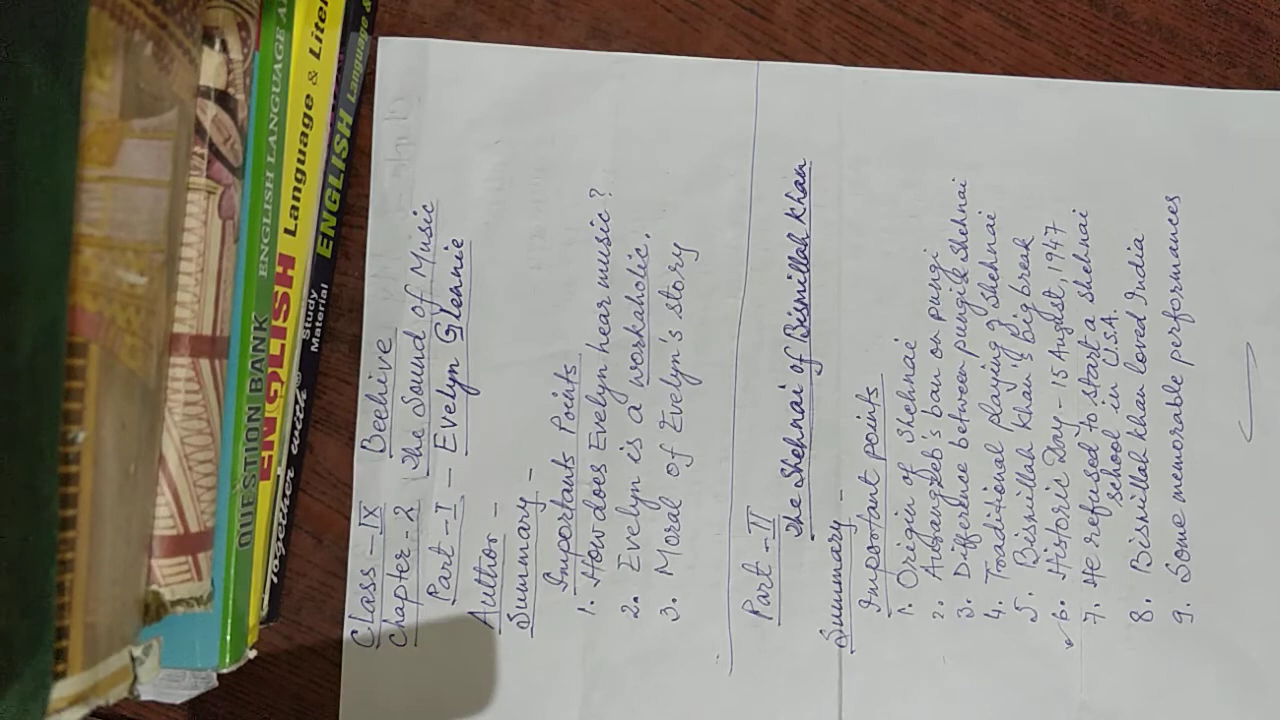 QUESTION BANK
ENGLISH LANGUAGE
ENGLISH Language & Liter
Together with
Study
Material
ENGLISH Language &
Class - IX Beehive
Chapter - 2 The Sound of Music
Part - I - Evelyn Glennie
Author -
Summary -
Importants Points
1. How does Evelyn hear music?
2. Evelyn is a workaholic.
3. Moral of Evelyn's story
Part - II
The Shehnai of Bismillah Khan
Summary -
Important points
1. Origin of Shehnai
2. Aurangzeb's ban on pungi
3. Difference between pungi & Shehnai
4. Traditional playing of Shehnai
5. Bismillah Khan's big break
6. Historic Day - 15 August, 1947
7. He refused to start a shehnai
school in U.S.A.
8. Bismillah khan loved India
9. Some memorable performances